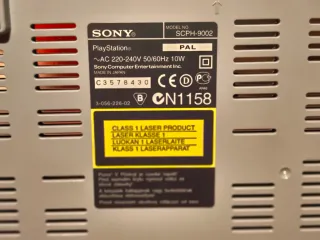 SONY
MODEL NO.
SCPH-9002
PlayStation
PAL
~AC 220-240V 50/60Hz 10W
Sony Computer Entertainment Inc.
MADE IN JAPAN
C3578430
B
N1158
3-058-226-02
CLASS 1 LASER PRODUCT
LASER KLASSE 1
LUOKAN 1 LASERLAITE
KLASS 1 LASERAPPARAT